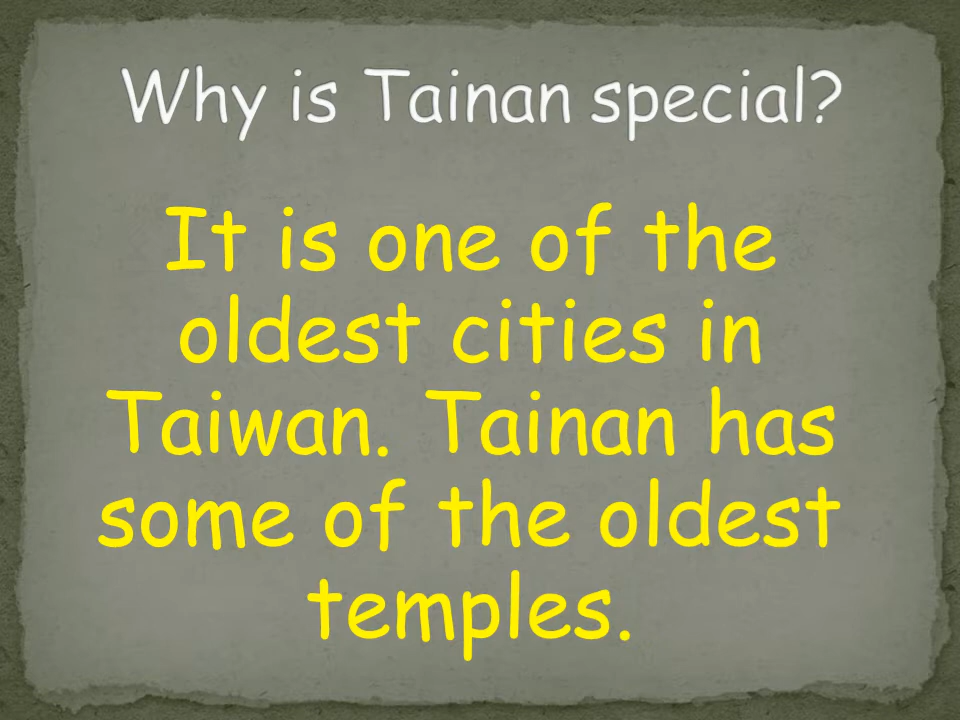 Why is Tainan special?
It is one of the
oldest cities in
Taiwan. Tainan has
some of the oldest
temples.